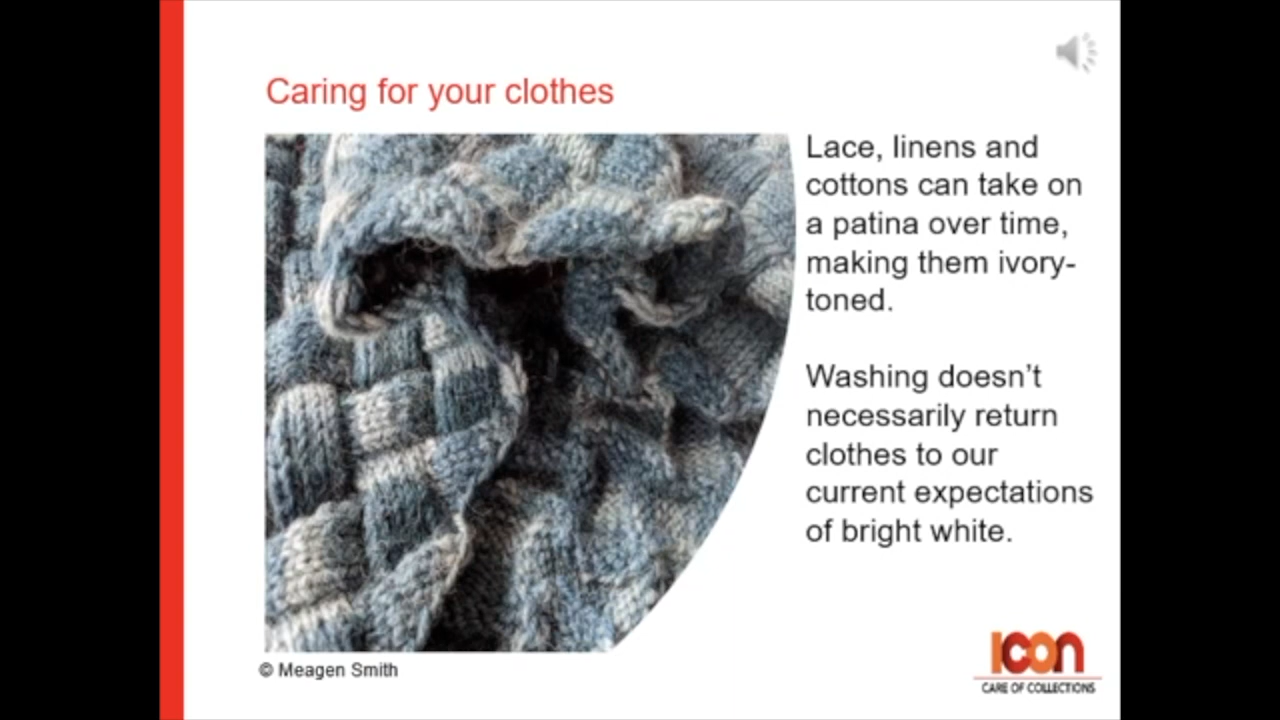 Caring for your clothes
Lace, linens and
cottons can take on
a patina over time,
making them ivory-
toned.
Washing doesn’t
necessarily return
clothes to our
current expectations
of bright white.
© Meagen Smith
icon
CARE OF COLLECTIONS